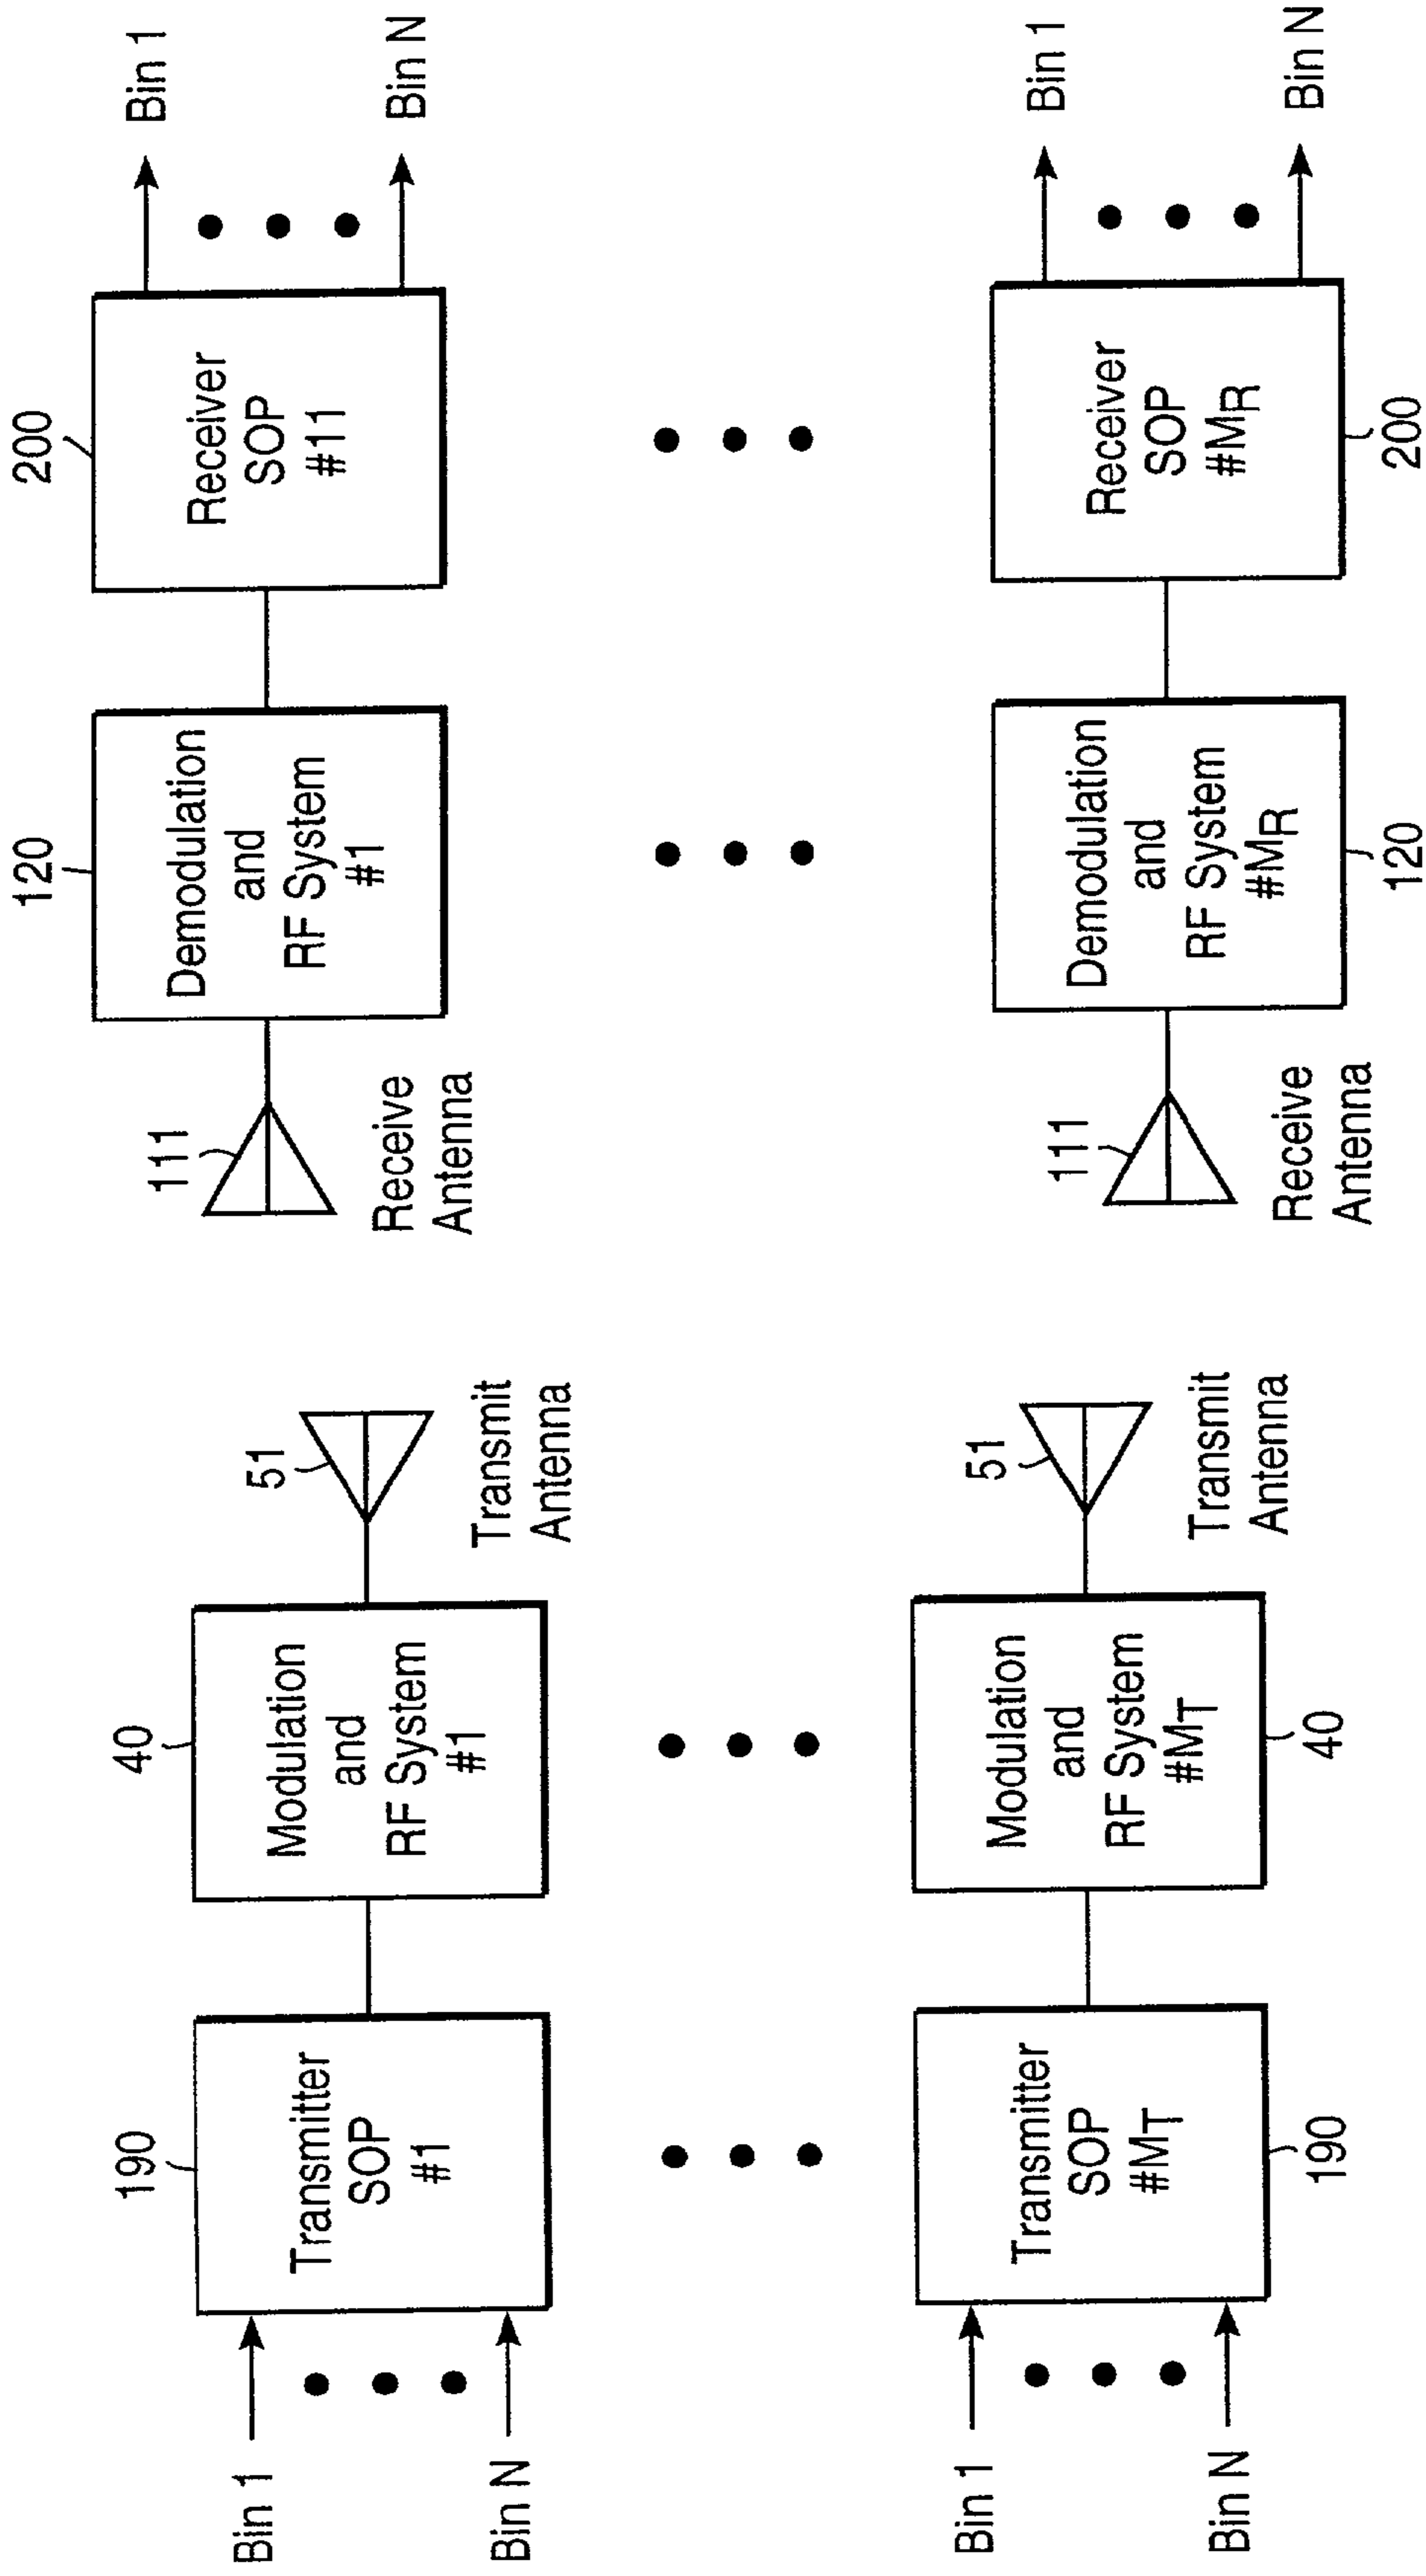 Bin 1
Bin N
190
Transmitter
SOP
#1
40
Modulation
and
RF System
#1
51
Transmit
Antenna
111
Receive
Antenna
120
Demodulation
and
RF System
#1
200
Receiver
SOP
#11
Bin 1
Bin N
Bin 1
Bin N
Transmitter
SOP
#MT
190
Modulation
and
RF System
#MT
40
51
Transmit
Antenna
111
Receive
Antenna
Demodulation
and
RF System
#MR
120
Receiver
SOP
#MR
200
Bin 1
Bin N